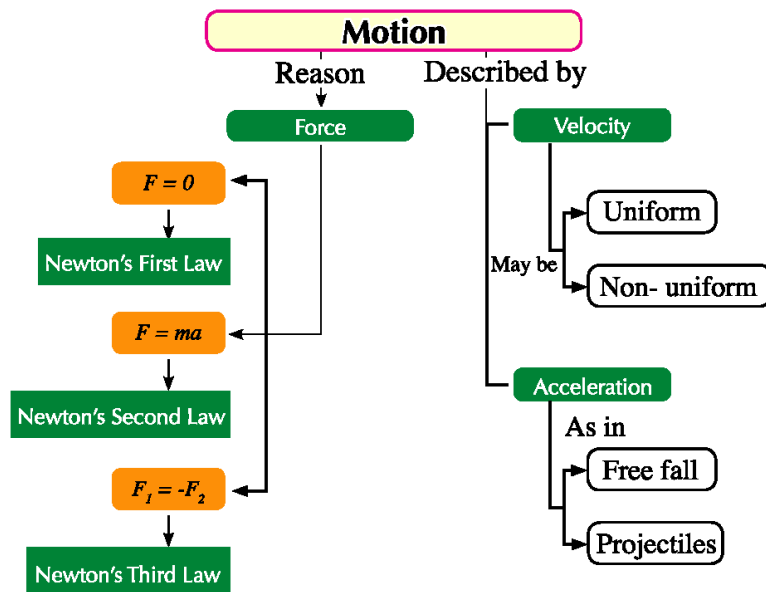 Motion
Reason
Described by
Force
Velocity
F = 0
Uniform
Newton's First Law
May be
Non- uniform
F = ma
Acceleration
Newton's Second Law
As in
Free fall
F₁ = -F₂
Projectiles
Newton's Third Law